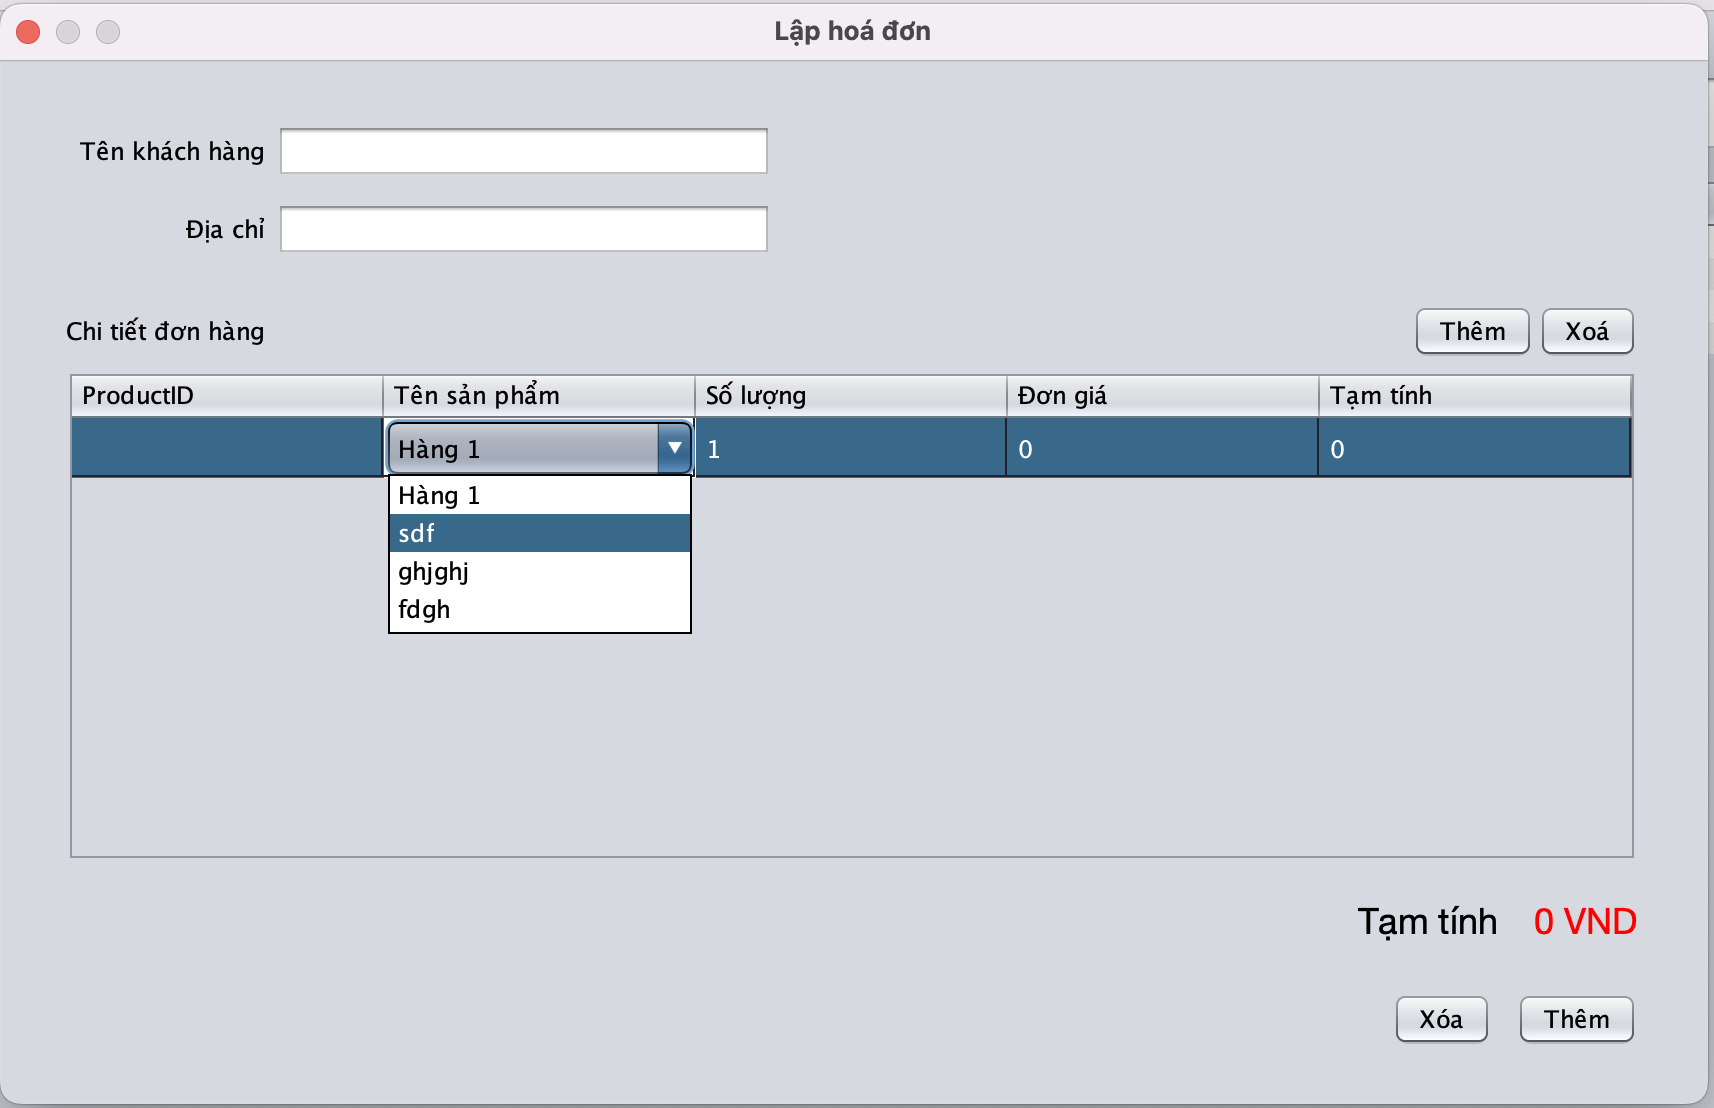 Lập hoá đơn
Tên khách hàng
Địa chỉ
Chi tiết đơn hàng Thêm Xoá
ProductID Tên sản phẩm Số lượng Đơn giá Tạm tính
Hàng 1 1 0 0
Hàng 1
sdf
ghjghj
fdgh
Tạm tính 0 VND
Xóa Thêm